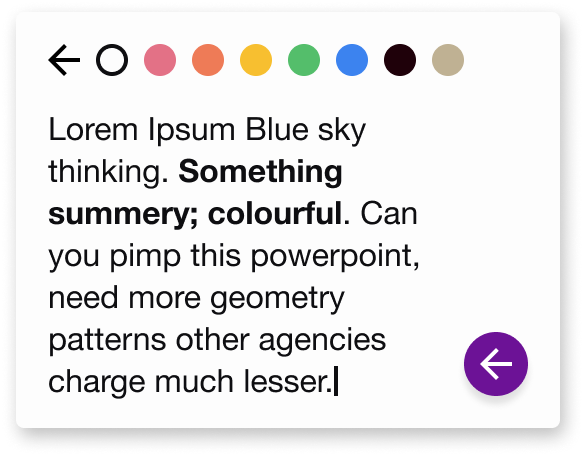 Lorem Ipsum Blue sky
thinking. Something
summery; colourful. Can
you pimp this powerpoint,
need more geometry
patterns other agencies
charge much lesser.